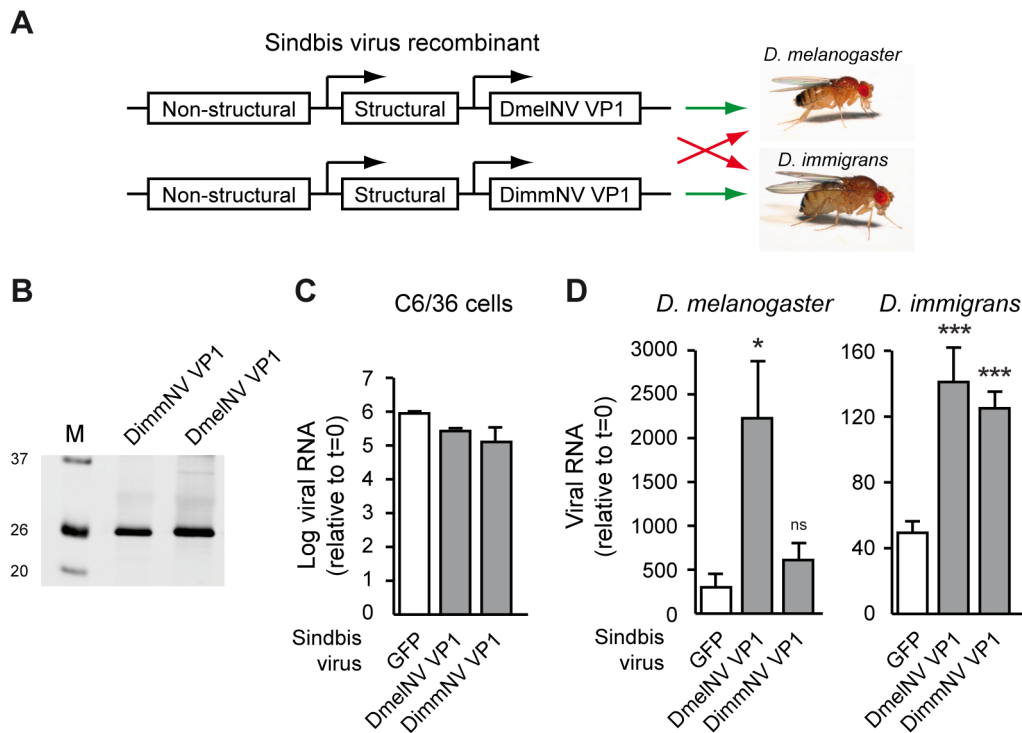 A
Sindbis virus recombinant
D. melanogaster
Non-structural Structural DmelNV VP1
D. immigrans
Non-structural Structural DimmNV VP1
B
M DimmNV VP1 DmelNV VP1
37
26
20
C
C6/36 cells
Log viral RNA
(relative to t=0)
7
6
5
4
3
2
1
0
Sindbis
virus
GFP
DmelNV VP1
DimmNV VP1
D
D. melanogaster
Viral RNA
(relative to t=0)
3000
2500
2000
1500
1000
500
0
*
ns
Sindbis
virus
GFP
DmelNV VP1
DimmNV VP1
D. immigrans
160
120
80
40
0
***
***
GFP
DmelNV VP1
DimmNV VP1